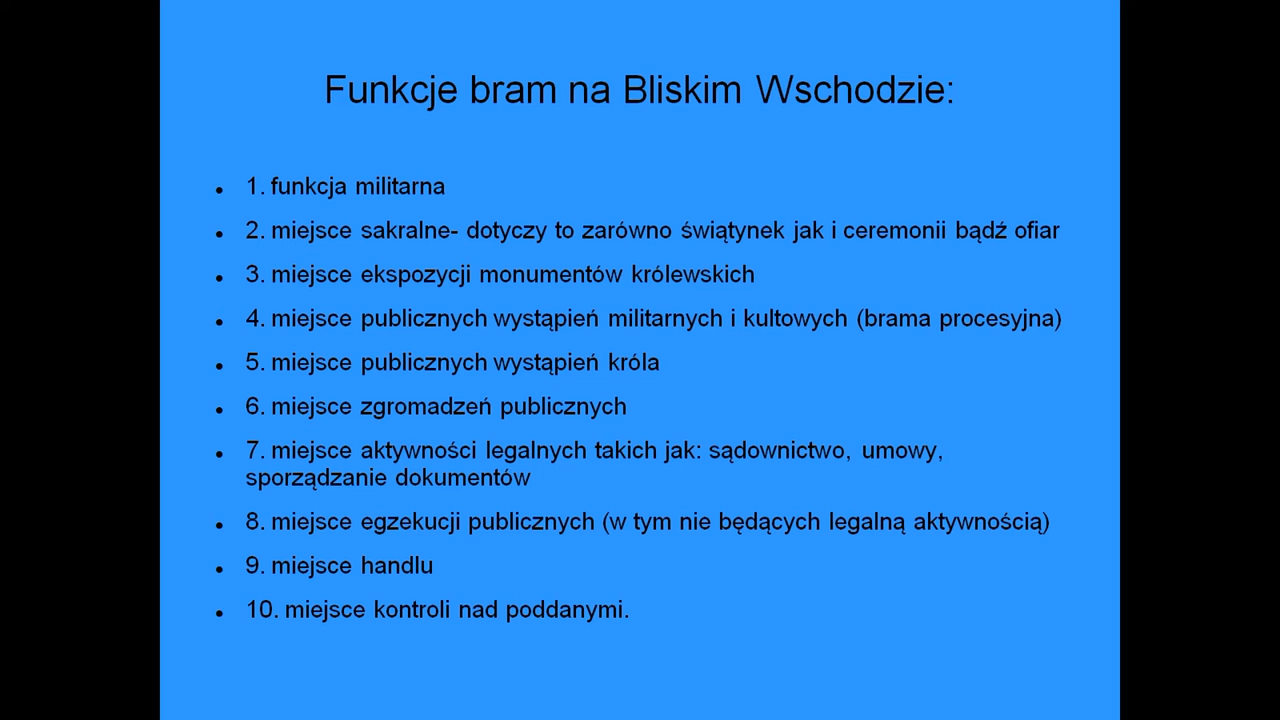 Funkcje bram na Bliskim Wschodzie:
• 1. funkcja militarna
• 2. miejsce sakralne- dotyczy to zarówno świątynek jak i ceremonii bądź ofiar
• 3. miejsce ekspozycji monumentów królewskich
• 4. miejsce publicznych wystąpień militarnych i kultowych (brama procesyjna)
• 5. miejsce publicznych wystąpień króla
• 6. miejsce zgromadzeń publicznych
• 7. miejsce aktywności legalnych takich jak: sądownictwo, umowy,
sporządzanie dokumentów
• 8. miejsce egzekucji publicznych (w tym nie będących legalną aktywnością)
• 9. miejsce handlu
• 10. miejsce kontroli nad poddanymi.